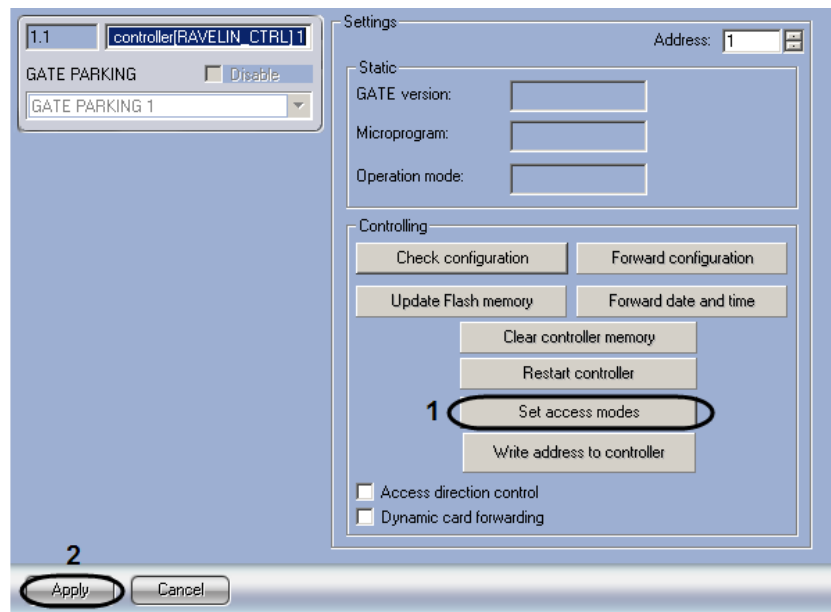 1.1
controller[RAVELIN_CTRL] 1
GATE PARKING
Disable
GATE PARKING 1
Settings
Address:
1
Static
GATE version:
Microprogram:
Operation mode:
Controlling
Check configuration
Forward configuration
Update Flash memory
Forward date and time
Clear controller memory
Restart controller
1
Set access modes
Write address to controller
Access direction control
Dynamic card forwarding
2
Apply
Cancel